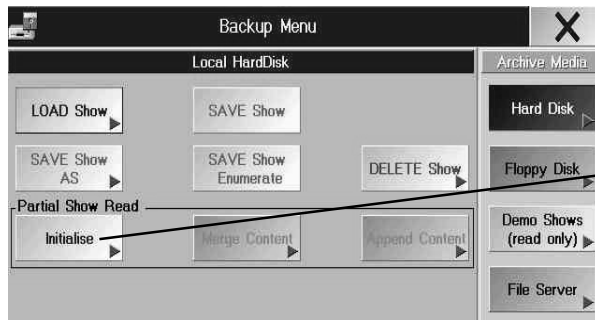 Backup Menu
Local HardDisk
Archive Media
LOAD Show
SAVE Show
Hard Disk
SAVE Show
AS
SAVE Show
Enumerate
DELETE Show
Floppy Disk
Partial Show Read
Initialise
Merge Content
Append Content
Demo Shows
(read only)
File Server